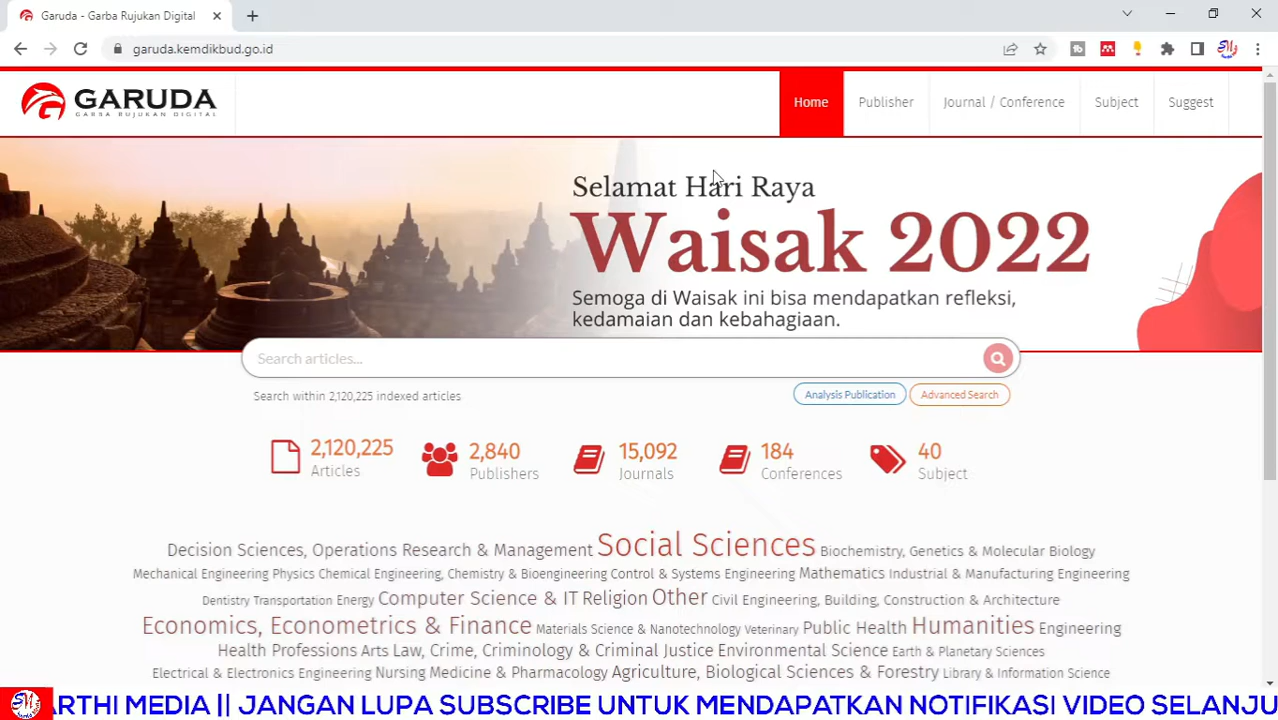 Garuda - Garba Rujukan Digital
garuda.kemdikbud.go.id
GARUDA
GARBA RUJUKAN DIGITAL
Home
Publisher
Journal / Conference
Subject
Suggest
Selamat Hari Raya
Waisak 2022
Semoga di Waisak ini bisa mendapatkan refleksi,
kedamaian dan kebahagiaan.
Search articles...
Search within 2,120,225 indexed articles
Analysis Publication
Advanced Search
2,120,225
Articles
2,840
Publishers
15,092
Journals
184
Conferences
40
Subject
Decision Sciences, Operations Research & Management Social Sciences Biochemistry, Genetics & Molecular Biology
Mechanical Engineering Physics Chemical Engineering, Chemistry & Bioengineering Control & Systems Engineering Mathematics Industrial & Manufacturing Engineering
Dentistry Transportation Energy Computer Science & IT Religion Other Civil Engineering, Building, Construction & Architecture
Economics, Econometrics & Finance Materials Science & Nanotechnology Veterinary Public Health Humanities Engineering
Health Professions Arts Law, Crime, Criminology & Criminal Justice Environmental Science Earth & Planetary Sciences
Electrical & Electronics Engineering Nursing Medicine & Pharmacology Agriculture, Biological Sciences & Forestry Library & Information Science
ARTHI MEDIA || JANGAN LUPA SUBSCRIBE UNTUK MENDAPATKAN NOTIFIKASI VIDEO SELANJU